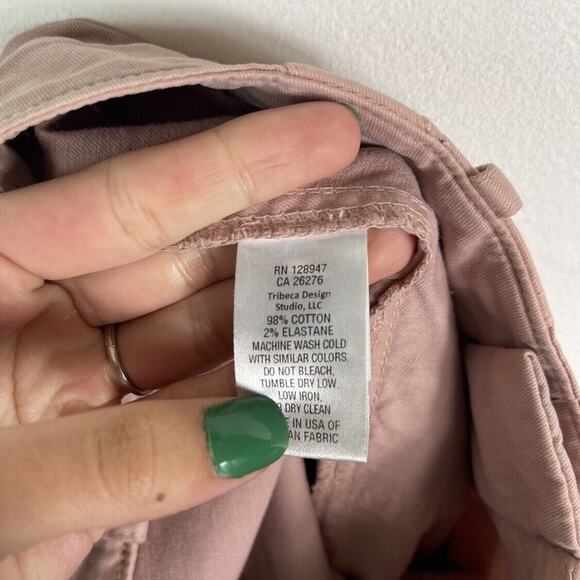 RN 128947
CA 26276
Tribeca Design
Studio, LLC
98% COTTON
2% ELASTANE
MACHINE WASH COLD
WITH SIMILAR COLORS.
DO NOT BLEACH,
TUMBLE DRY LOW.
LOW IRON,
DRY CLEAN
IN USA OF
FABRIC